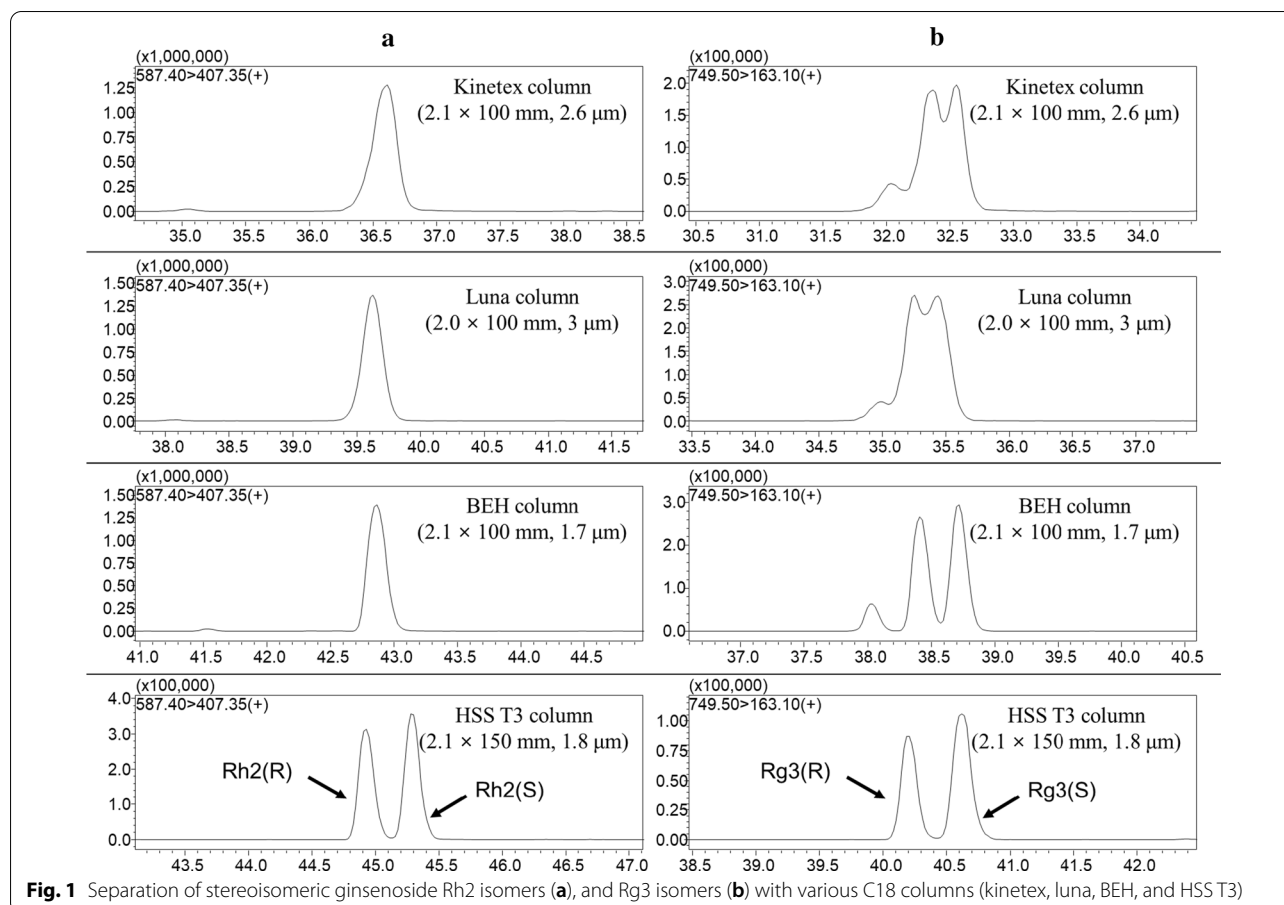 a
b
(x1,000,000)
587.40>407.35(+)
Kinetex column
(2.1 × 100 mm, 2.6 μm)
1.25
1.00
0.75
0.50
0.25
0.00
35.0 35.5 36.0 36.5 37.0 37.5 38.0 38.5
(x100,000)
749.50>163.10(+)
Kinetex column
(2.1 × 100 mm, 2.6 μm)
2.0
1.5
1.0
0.5
0.0
30.5 31.0 31.5 32.0 32.5 33.0 33.5 34.0
(x1,000,000)
587.40>407.35(+)
Luna column
(2.0 × 100 mm, 3 μm)
1.50
1.25
1.00
0.75
0.50
0.25
0.00
38.0 38.5 39.0 39.5 40.0 40.5 41.0 41.5
(x100,000)
749.50>163.10(+)
Luna column
(2.0 × 100 mm, 3 μm)
3.0
2.5
2.0
1.5
1.0
0.5
0.0
33.5 34.0 34.5 35.0 35.5 36.0 36.5 37.0
(x1,000,000)
587.40>407.35(+)
BEH column
(2.1 × 100 mm, 1.7 μm)
1.50
1.25
1.00
0.75
0.50
0.25
0.00
41.0 41.5 42.0 42.5 43.0 43.5 44.0 44.5
(x100,000)
749.50>163.10(+)
BEH column
(2.1 × 100 mm, 1.7 μm)
3.0
2.0
1.0
0.0
37.0 37.5 38.0 38.5 39.0 39.5 40.0 40.5
(x100,000)
587.40>407.35(+)
HSS T3 column
(2.1 × 150 mm, 1.8 μm)
4.0
3.0
2.0
1.0
0.0
Rh2(R)
Rh2(S)
43.5 44.0 44.5 45.0 45.5 46.0 46.5 47.0
(x100,000)
749.50>163.10(+)
HSS T3 column
(2.1 × 150 mm, 1.8 μm)
1.00
0.75
0.50
0.25
0.00
Rg3(R)
Rg3(S)
38.5 39.0 39.5 40.0 40.5 41.0 41.5 42.0
Fig. 1 Separation of stereoisomeric ginsenoside Rh2 isomers (a), and Rg3 isomers (b) with various C18 columns (kinetex, luna, BEH, and HSS T3)